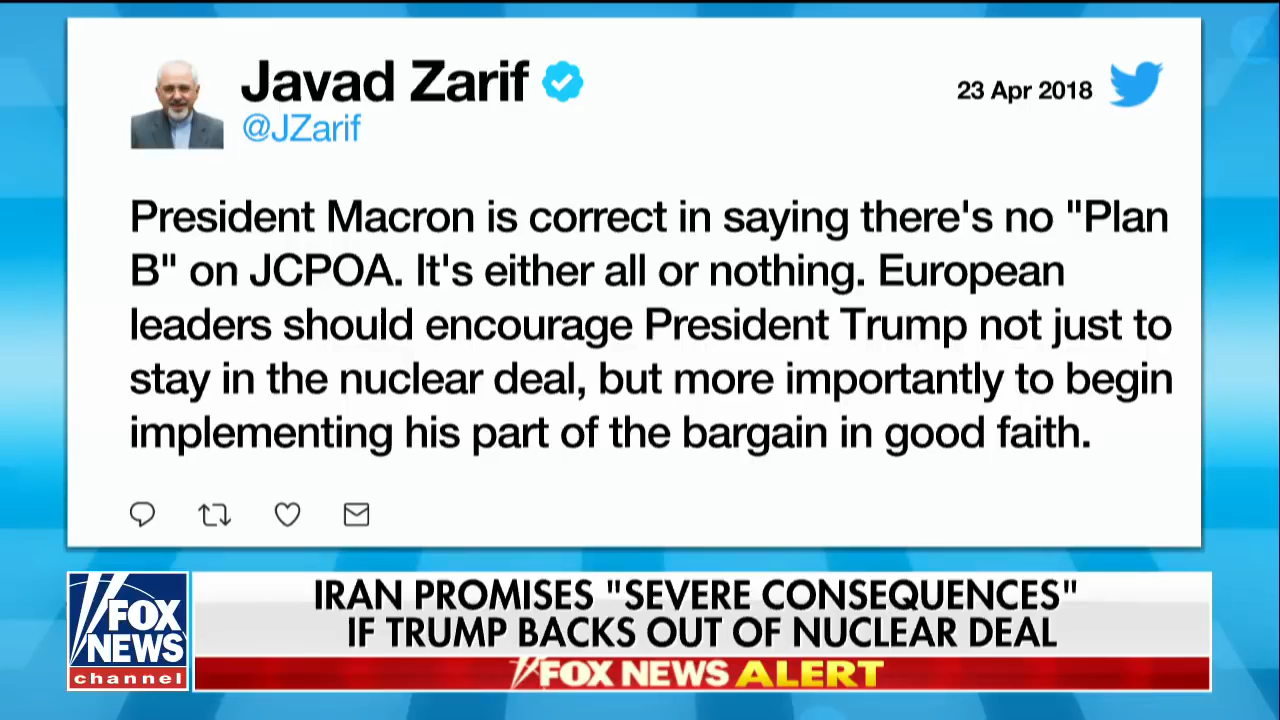 Javad Zarif
@JZarif
23 Apr 2018
President Macron is correct in saying there's no "Plan
B" on JCPOA. It's either all or nothing. European
leaders should encourage President Trump not just to
stay in the nuclear deal, but more importantly to begin
implementing his part of the bargain in good faith.
FOX
NEWS
channel
IRAN PROMISES "SEVERE CONSEQUENCES"
IF TRUMP BACKS OUT OF NUCLEAR DEAL
FOX NEWS ALERT